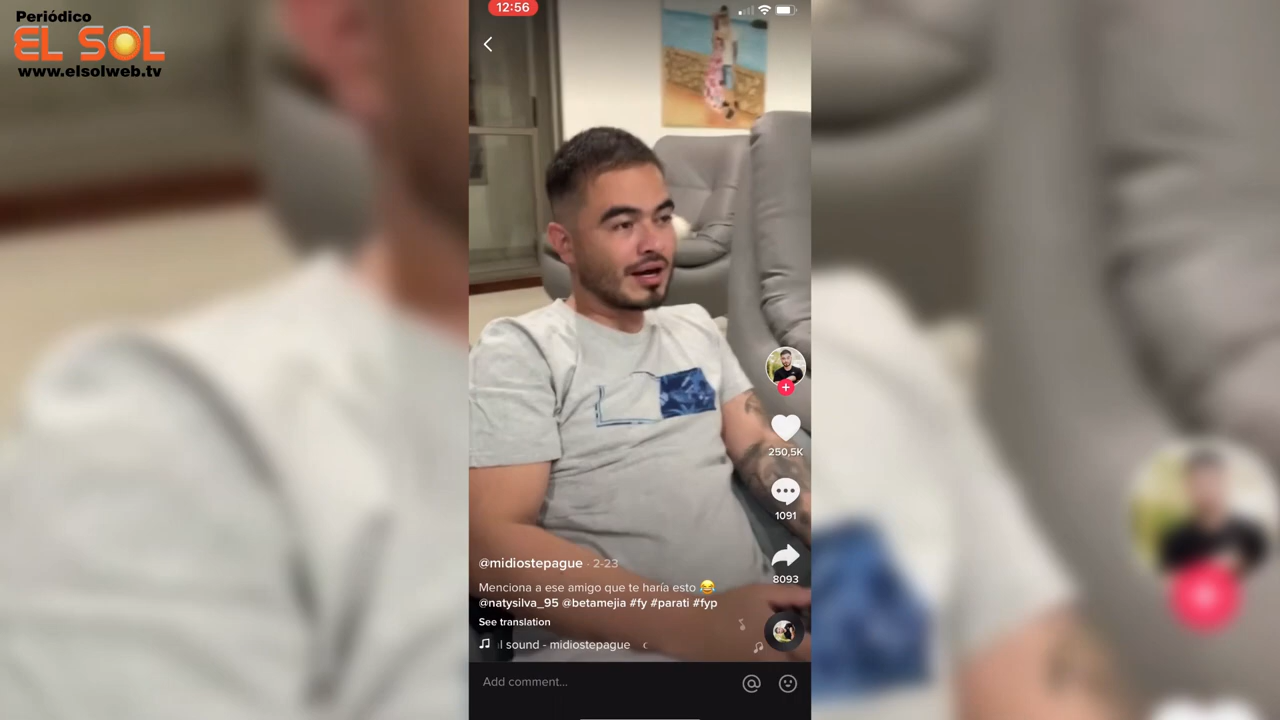 Periódico
EL SOL
www.elsolweb.tv
12:56
250,5K
1091
8093
@midiostepague · 2-23
Menciona a ese amigo que te haría esto 😂
@natysilva_95 @betamejia #fy #parati #fyp
See translation
l sound - midiostepague
Add comment...